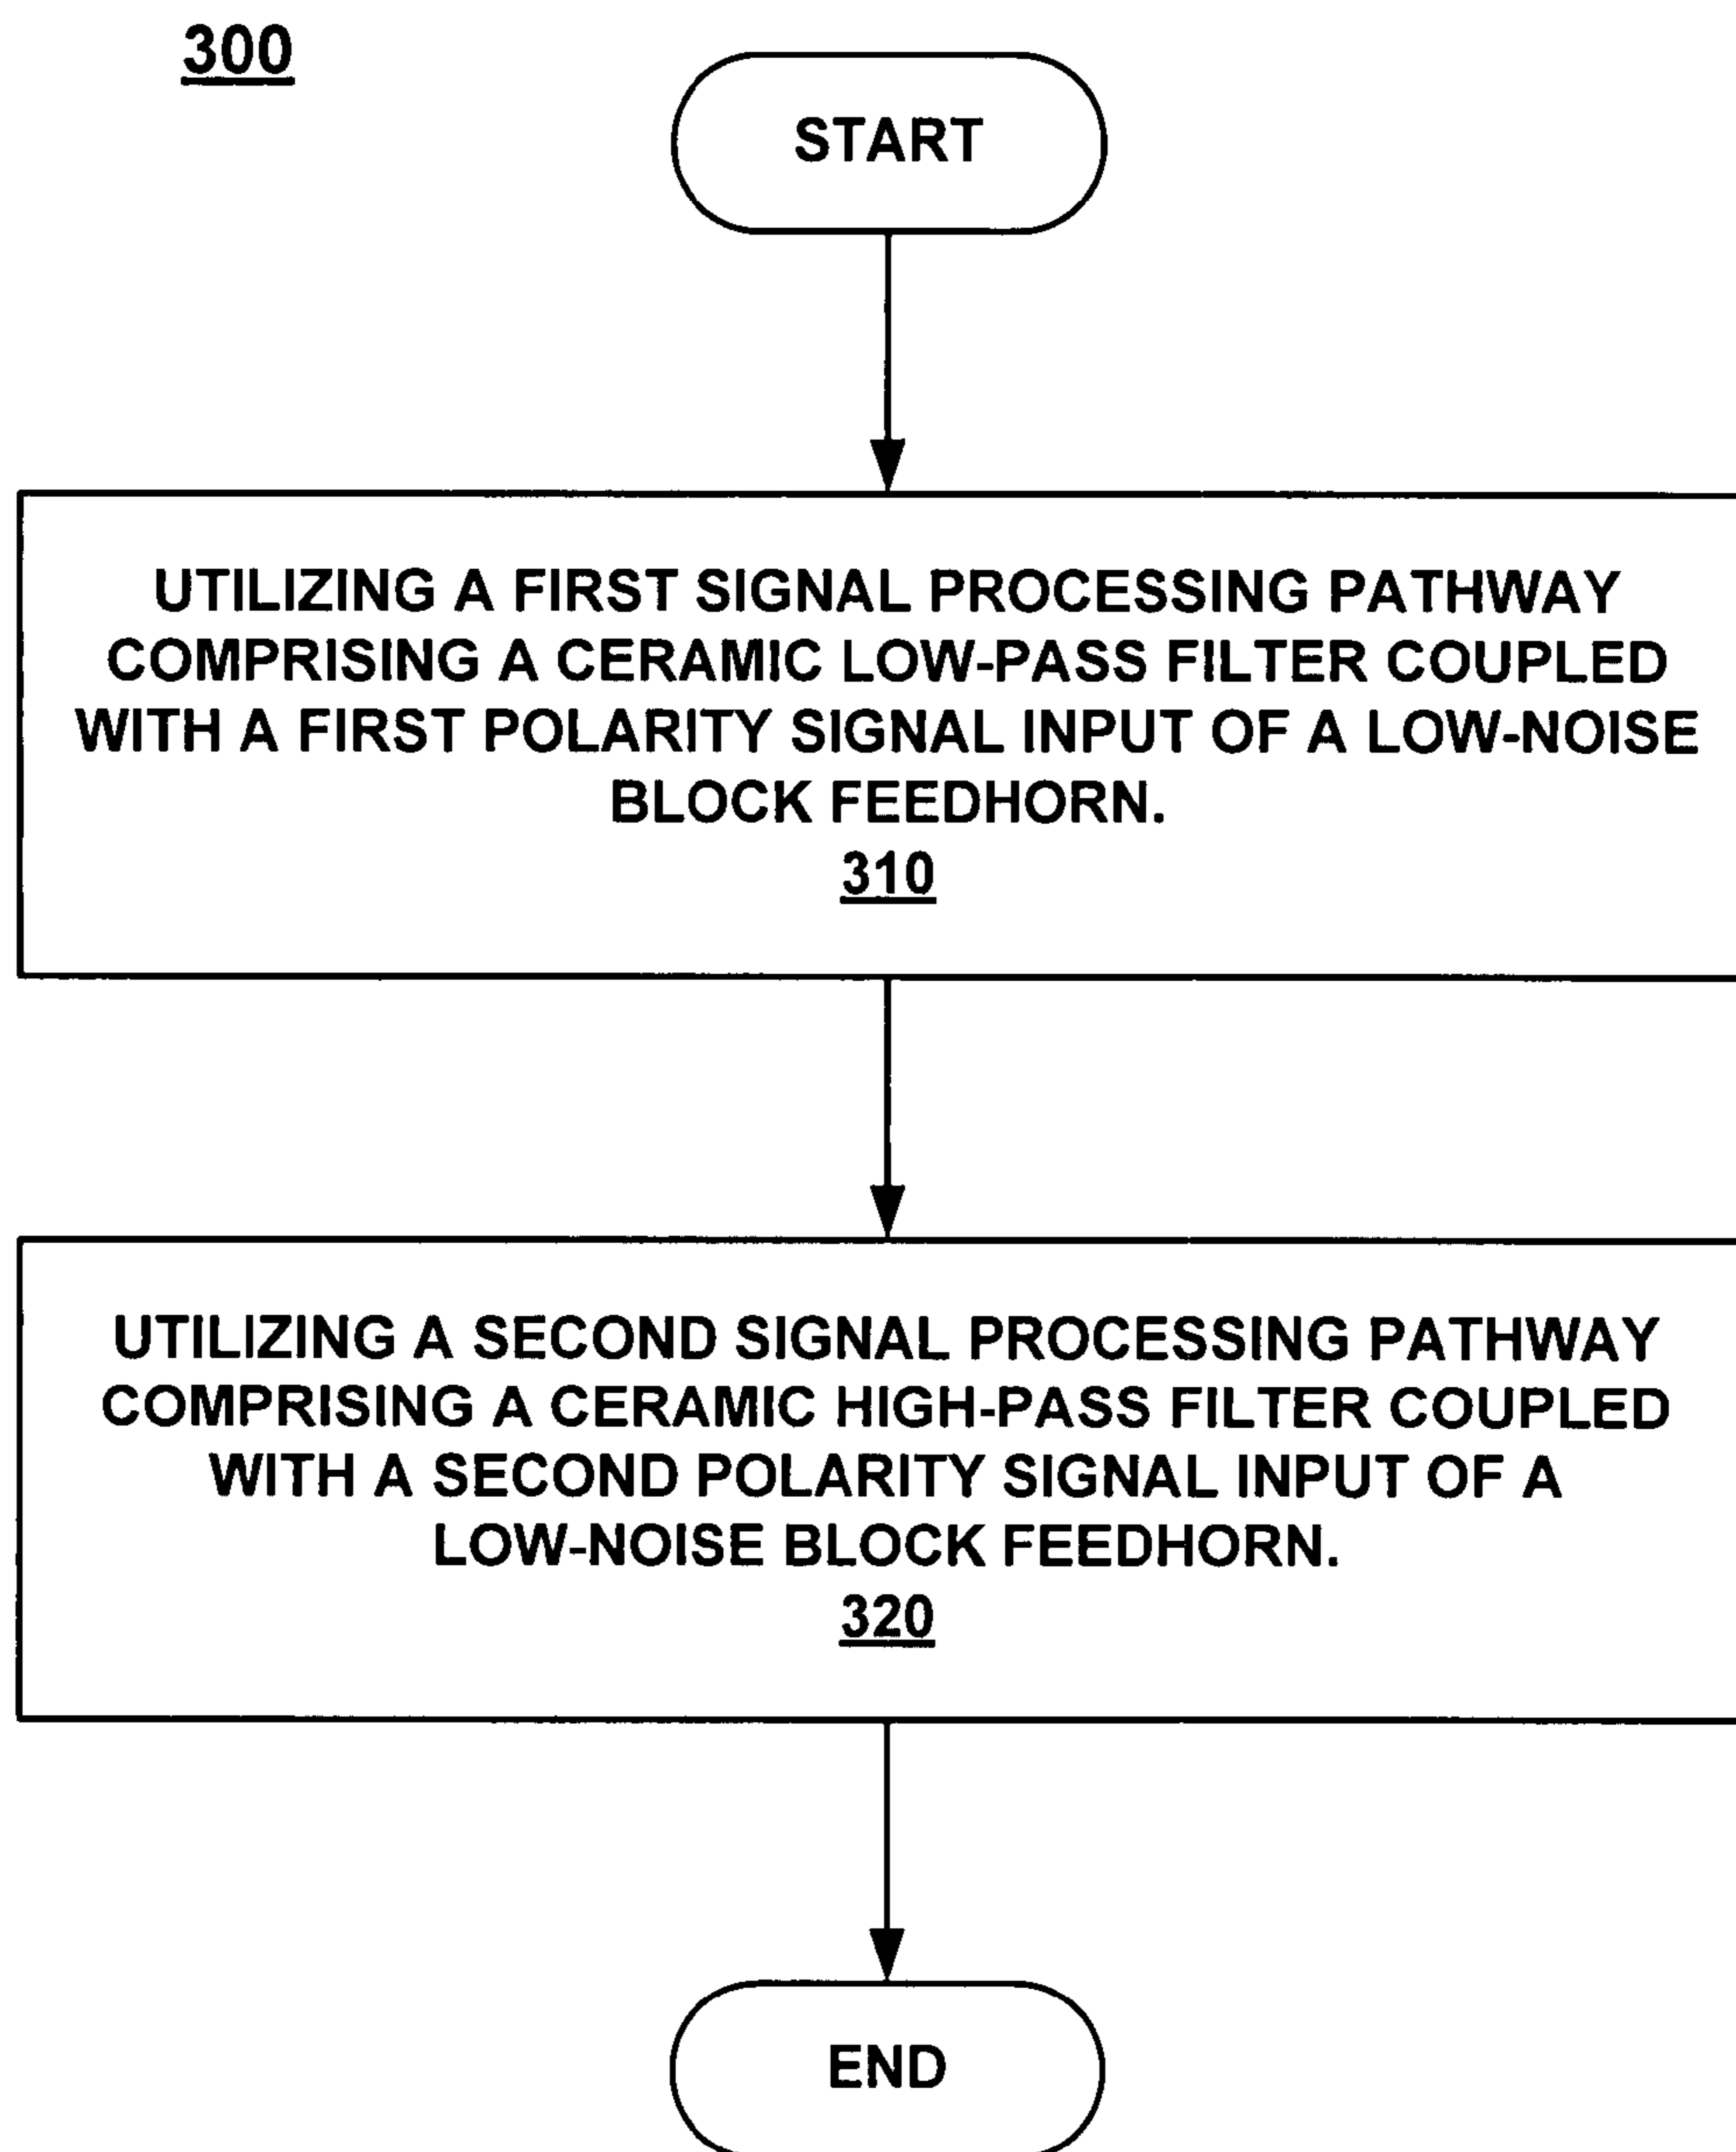 300
START
UTILIZING A FIRST SIGNAL PROCESSING PATHWAY
COMPRISING A CERAMIC LOW-PASS FILTER COUPLED
WITH A FIRST POLARITY SIGNAL INPUT OF A LOW-NOISE
BLOCK FEEDHORN.
310
UTILIZING A SECOND SIGNAL PROCESSING PATHWAY
COMPRISING A CERAMIC HIGH-PASS FILTER COUPLED
WITH A SECOND POLARITY SIGNAL INPUT OF A
LOW-NOISE BLOCK FEEDHORN.
320
END